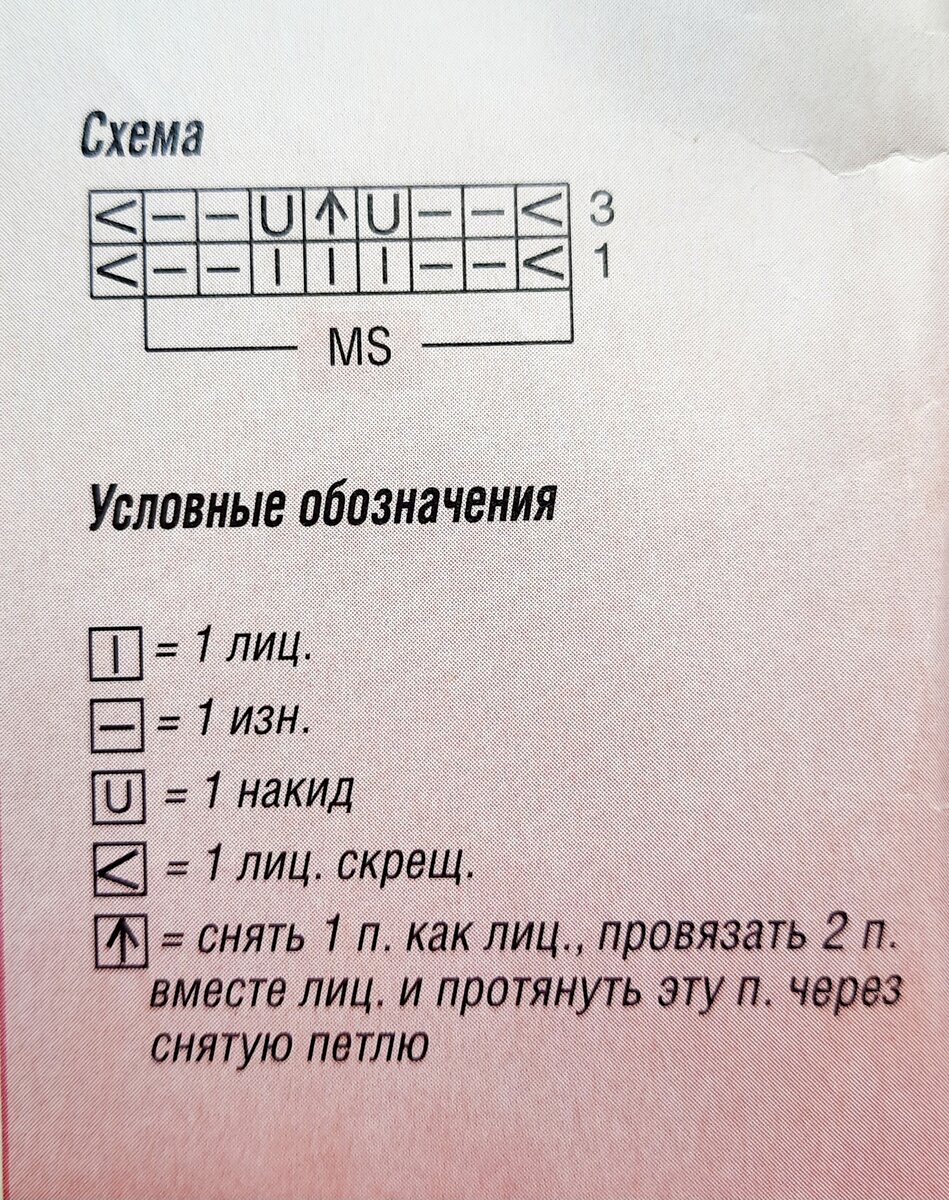 Схема
< – – U ↑ U – – < 3
< – – I I I – – < 1
MS
Условные обозначения
I = 1 лиц.
– = 1 изн.
U = 1 накид
< = 1 лиц. скрещ.
↑ = снять 1 п. как лиц., провязать 2 п.
вместе лиц. и протянуть эту п. через
снятую петлю